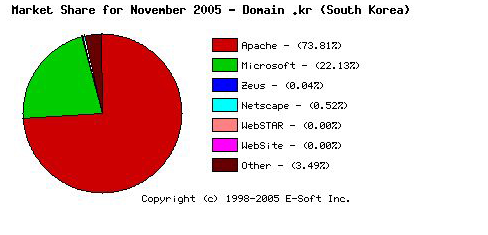 Market Share for November 2005 - Domain .kr (South Korea)
Apache - (73.81%)
Microsoft - (22.13%)
Zeus - (0.04%)
Netscape - (0.52%)
WebSTAR - (0.00%)
WebSite - (0.00%)
Other - (3.49%)
Copyright (c) 1998-2005 E-Soft Inc.